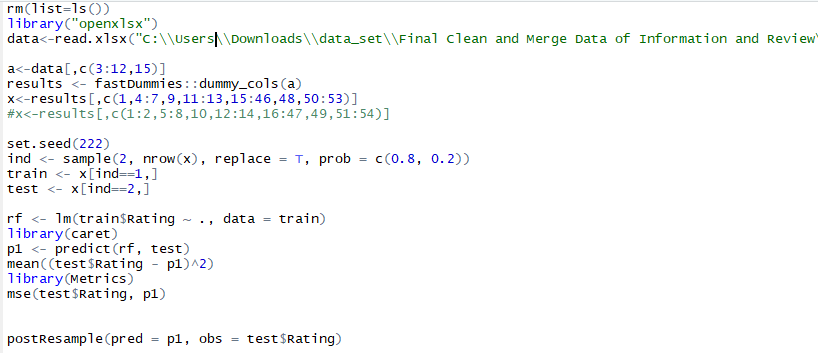 rm(list=ls())
library("openxlsx")
data<-read.xlsx("C:\\Users\\Downloads\\data_set\\Final Clean and Merge Data of Information and Review\
a<-data[,c(3:12,15)]
results <- fastDummies::dummy_cols(a)
x<-results[,c(1,4:7,9,11:13,15:46,48,50:53)]
#x<-results[,c(1:2,5:8,10,12:14,16:47,49,51:54)]
set.seed(222)
ind <- sample(2, nrow(x), replace = T, prob = c(0.8, 0.2))
train <- x[ind==1,]
test <- x[ind==2,]
rf <- lm(train$Rating ~ ., data = train)
library(caret)
p1 <- predict(rf, test)
mean((test$Rating - p1)^2)
library(Metrics)
mse(test$Rating, p1)
postResample(pred = p1, obs = test$Rating)